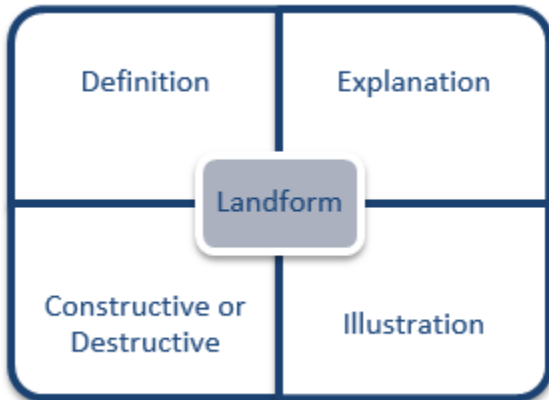 Definition
Explanation
Landform
Constructive or
Destructive
Illustration